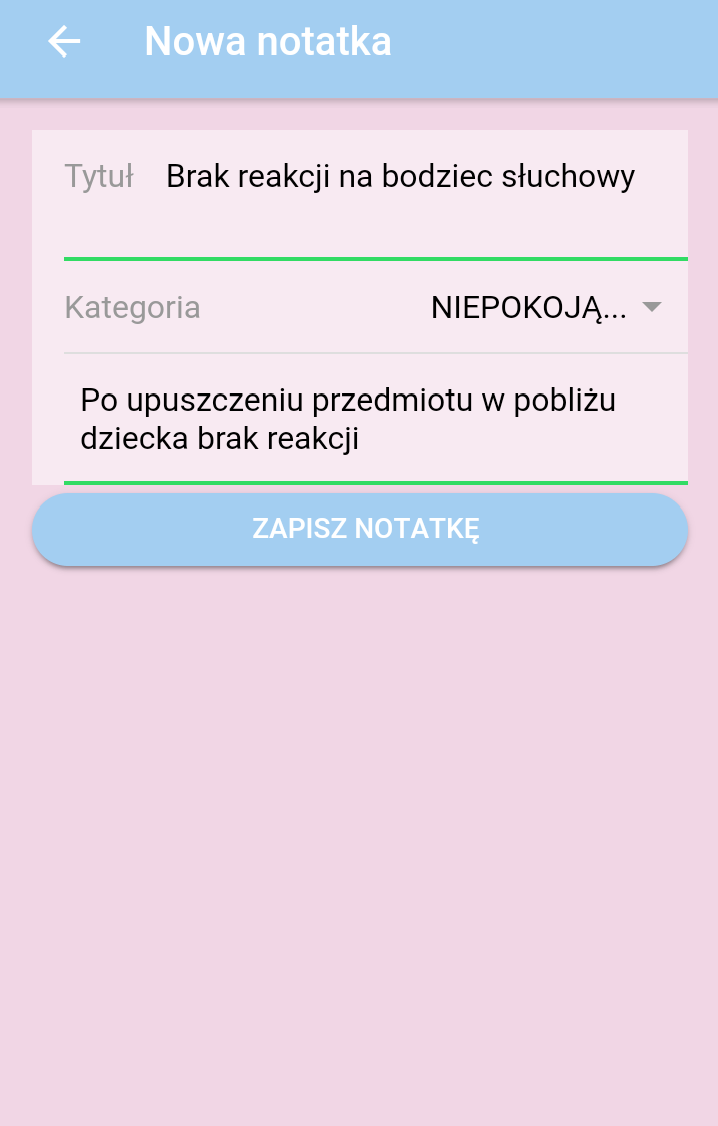 Nowa notatka
Tytuł Brak reakcji na bodziec słuchowy
Kategoria NIEPOKOJĄ...
Po upuszczeniu przedmiotu w pobliżu
dziecka brak reakcji
ZAPISZ NOTATKĘ